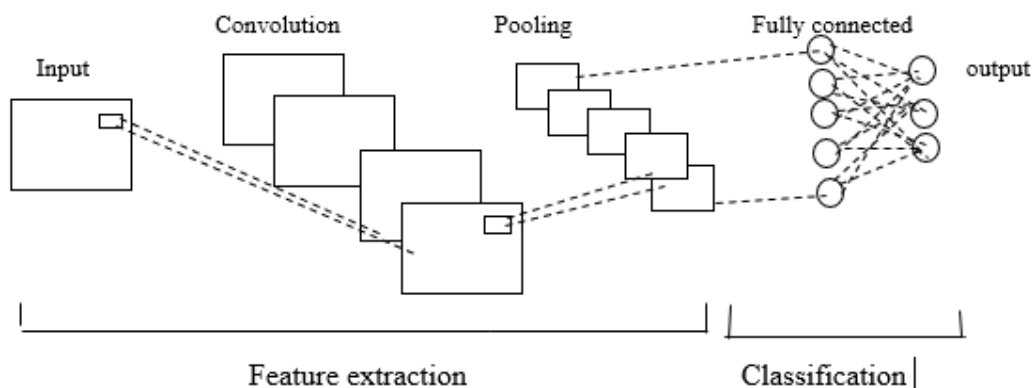 Convolution
Pooling
Fully connected
Input
output
Feature extraction
Classification